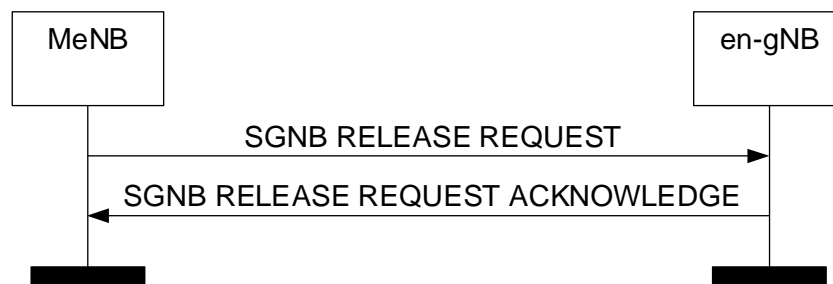 MeNB
en-gNB
SGNB RELEASE REQUEST
SGNB RELEASE REQUEST ACKNOWLEDGE